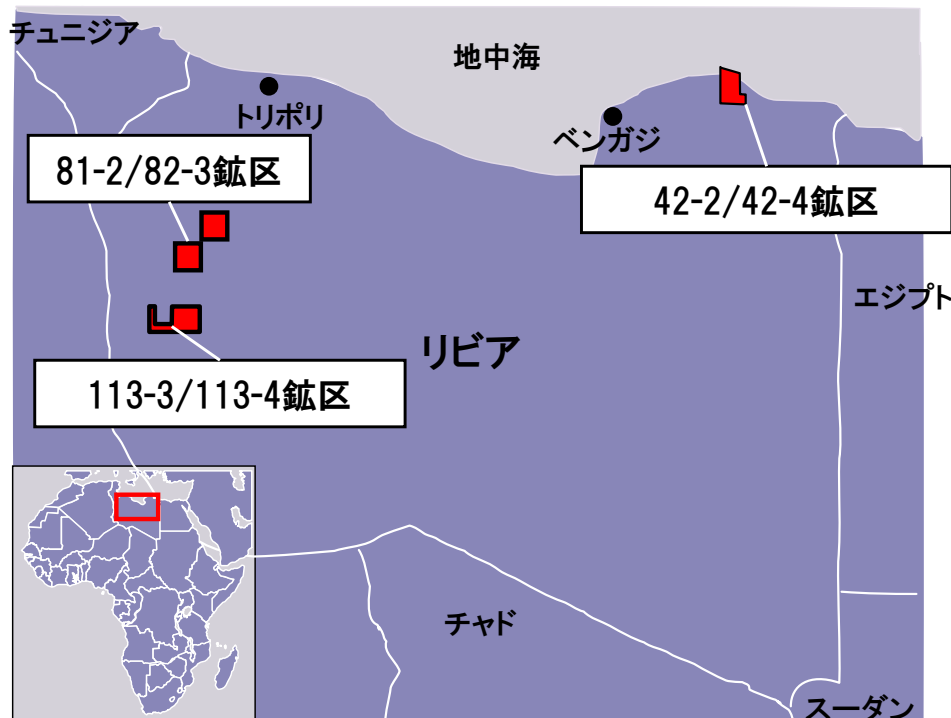 チュニジア
地中海
トリポリ
ベンガジ
81-2/82-3鉱区
42-2/42-4鉱区
エジプト
リビア
113-3/113-4鉱区
チャド
スーダン